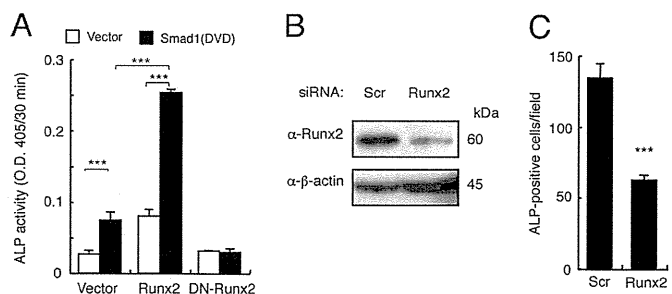 A
Vector
Smad1(DVD)
ALP activity (O.D. 405/30 min)
0.3
0.2
0.1
0
***
***
***
Vector
Runx2
DN-Runx2
B
siRNA:
Scr
Runx2
kDa
α-Runx2
60
α-β-actin
45
C
ALP-positive cells/field
150
100
50
0
***
Scr
Runx2